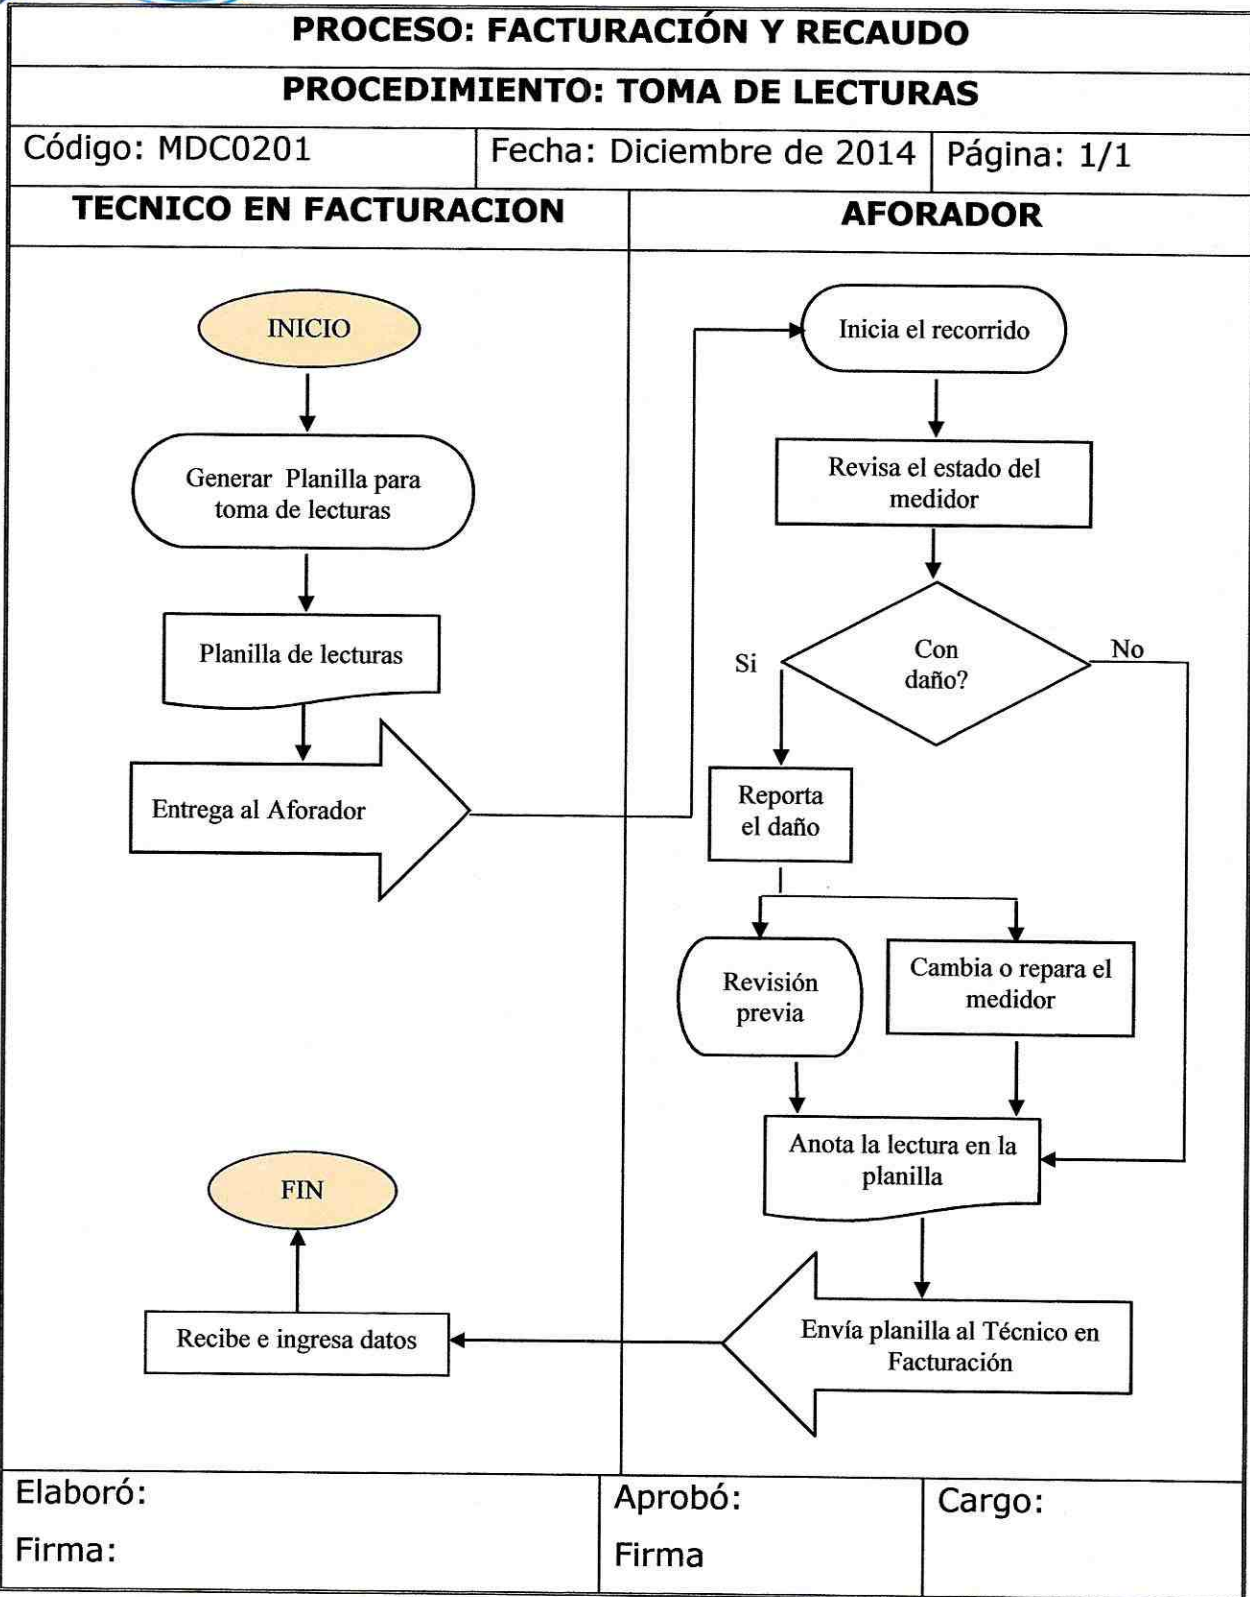 PROCESO: FACTURACIÓN Y RECAUDO
PROCEDIMIENTO: TOMA DE LECTURAS
Código: MDC0201
Fecha: Diciembre de 2014
Página: 1/1
TECNICO EN FACTURACION
AFORADOR
INICIO
Generar Planilla para
toma de lecturas
Planilla de lecturas
Entrega al Aforador
Inicia el recorrido
Revisa el estado del
medidor
Con
daño?
Si
No
Reporta
el daño
Revisión
previa
Cambia o repara el
medidor
Anota la lectura en la
planilla
Envía planilla al Técnico en
Facturación
Recibe e ingresa datos
FIN
Elaboró:
Firma:
Aprobó:
Firma
Cargo: